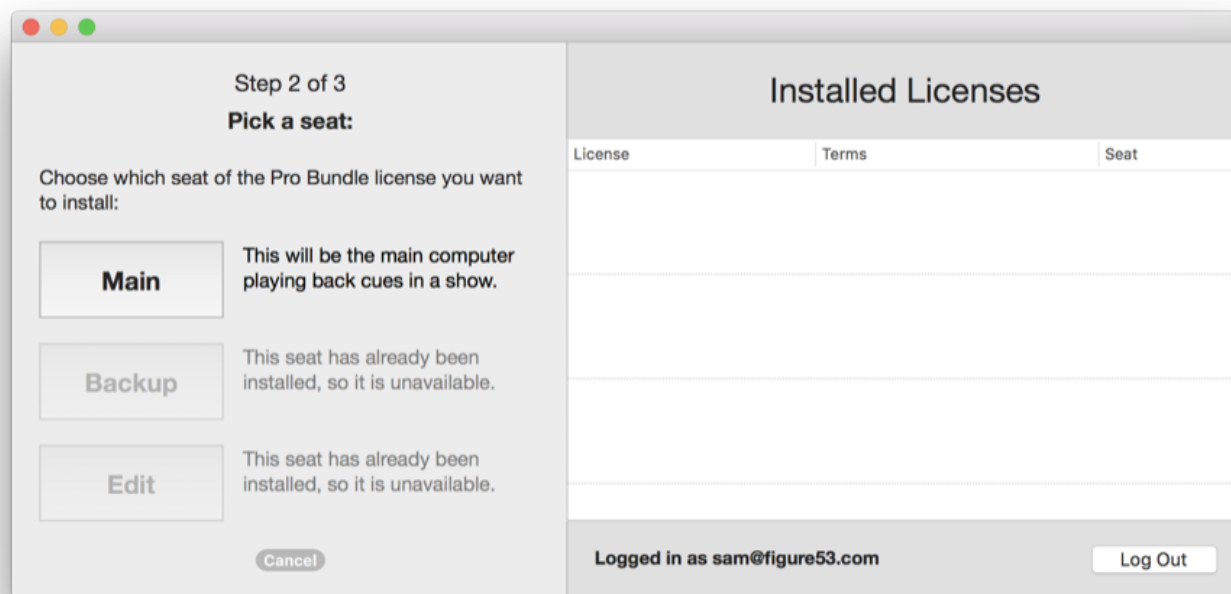 Step 2 of 3
Pick a seat:
Choose which seat of the Pro Bundle license you want
to install:
Main
This will be the main computer
playing back cues in a show.
Backup
This seat has already been
installed, so it is unavailable.
Edit
This seat has already been
installed, so it is unavailable.
Cancel
Installed Licenses
License Terms Seat
Logged in as sam@figure53.com
Log Out